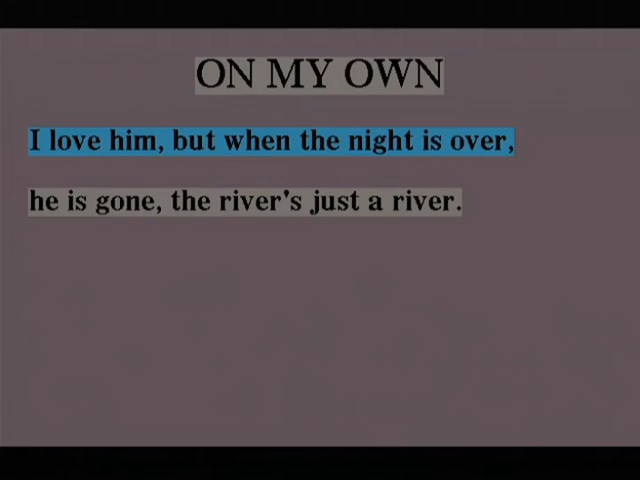 ON MY OWN
I love him, but when the night is over,
he is gone, the river's just a river.